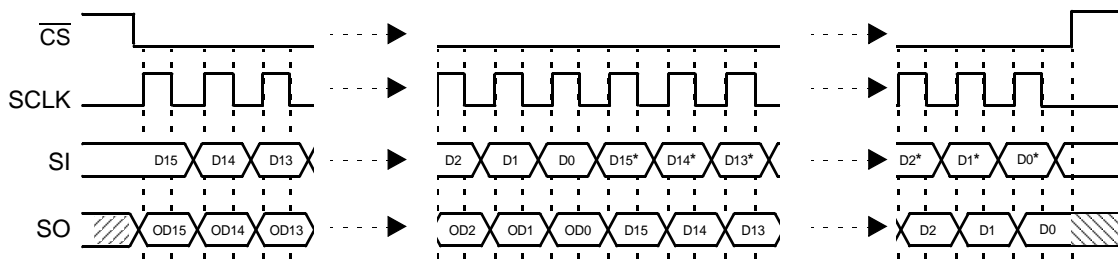 CS
SCLK
SI D15 D14 D13 D2 D1 D0 D15* D14* D13* D2* D1* D0*
SO OD15 OD14 OD13 OD2 OD1 OD0 D15 D14 D13 D2 D1 D0